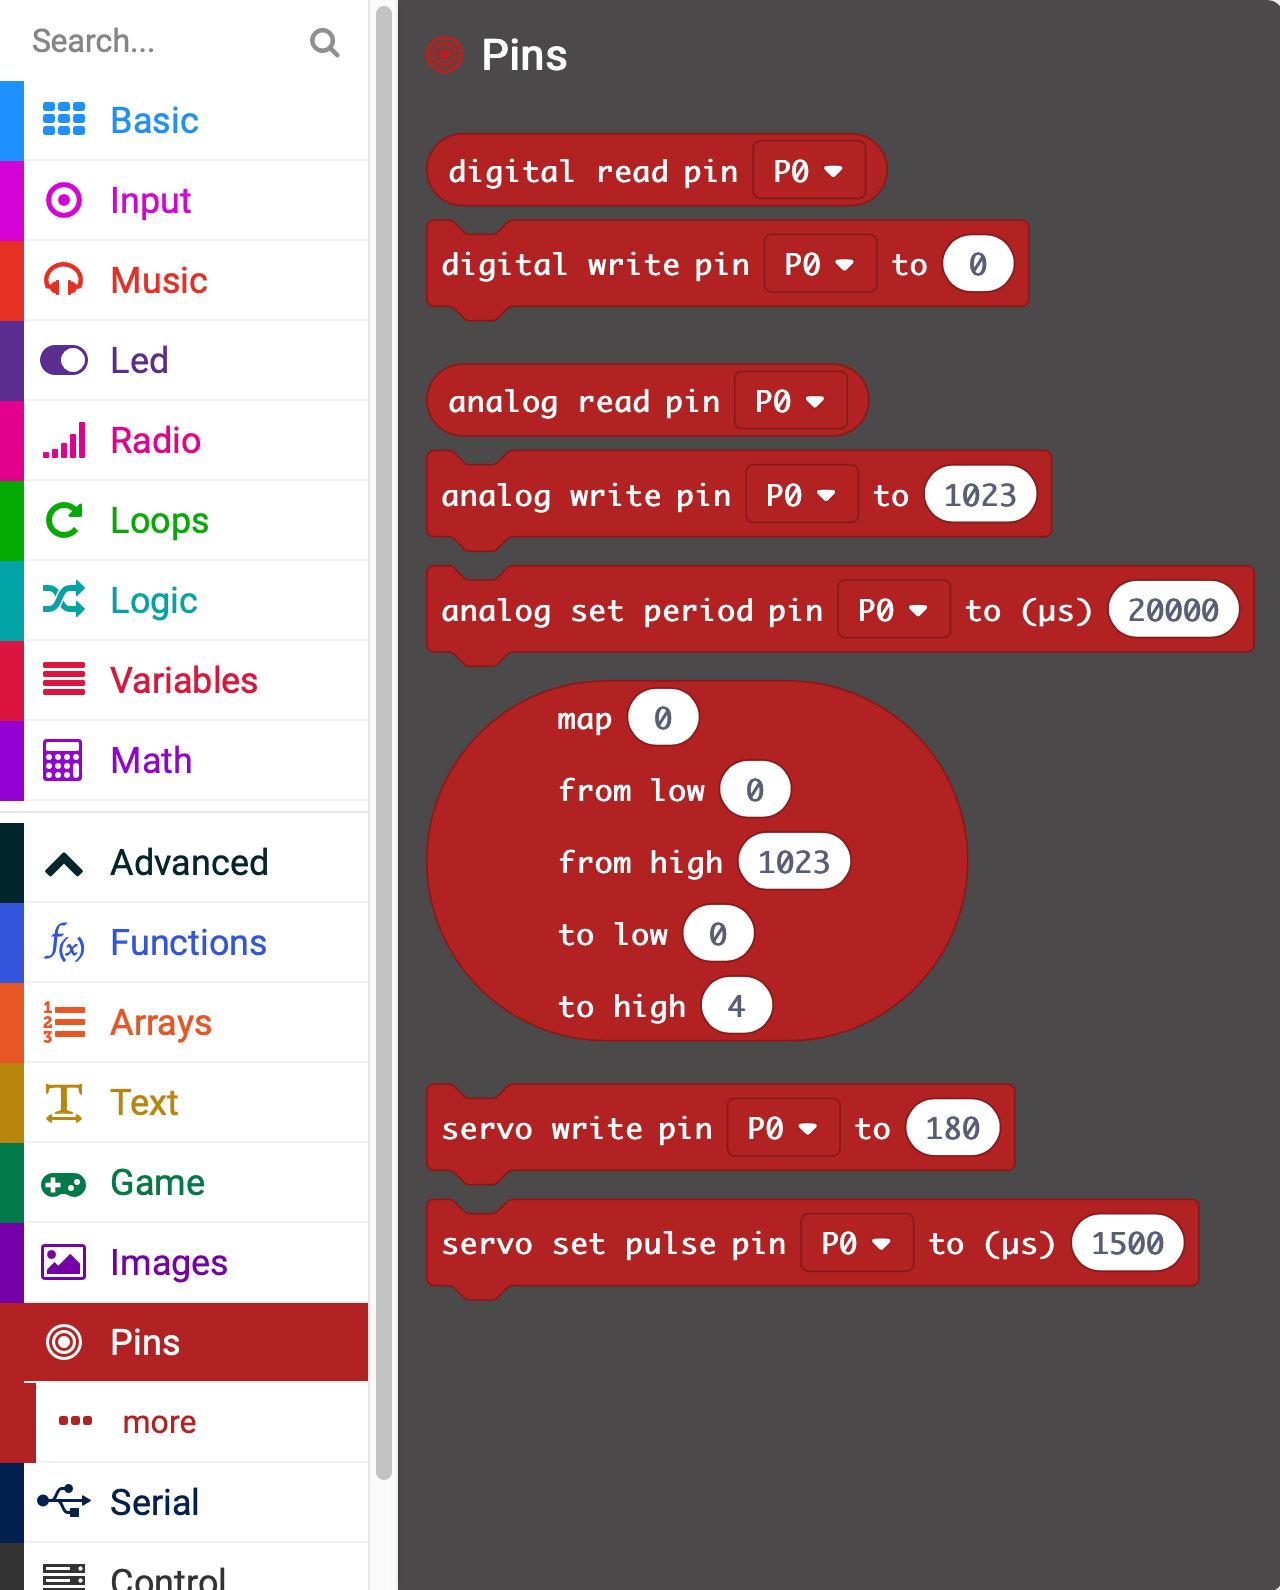 Search...
Basic
Input
Music
Led
Radio
Loops
Logic
Variables
Math
Advanced
Functions
Arrays
Text
Game
Images
Pins
more
Serial
Control
Pins
digital read pin P0
digital write pin P0 to 0
analog read pin P0
analog write pin P0 to 1023
analog set period pin P0 to (µs) 20000
map 0
from low 0
from high 1023
to low 0
to high 4
servo write pin P0 to 180
servo set pulse pin P0 to (µs) 1500